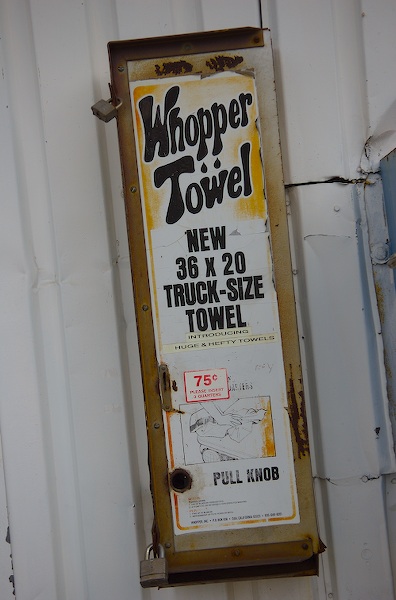 Whopper
Towel
NEW
36 X 20
TRUCK-SIZE
TOWEL
INTRODUCING
HUGE & HEFTY TOWELS
75¢
PLEASE INSERT
3 QUARTERS
PULL KNOB